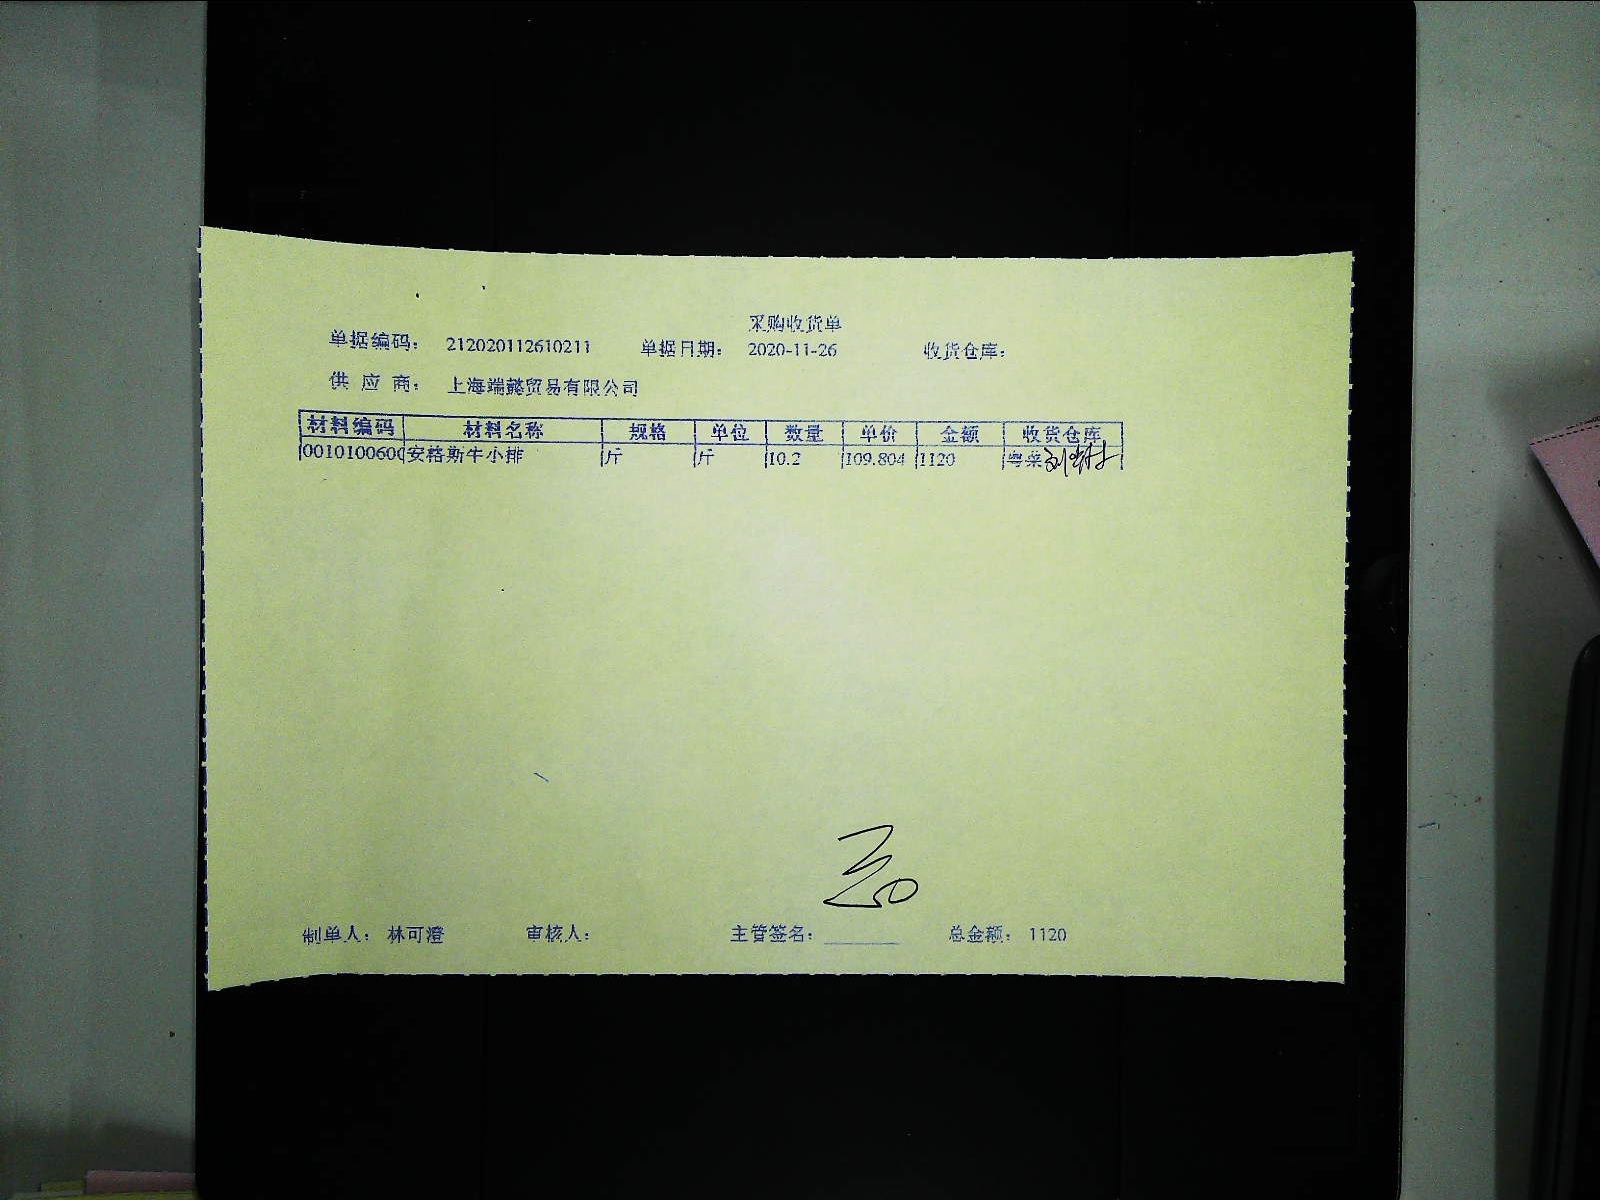 采购收货单
单据编码： 212020112610211 单据日期： 2020-11-26 收货仓库：
供 应 商： 上海端懿贸易有限公司
材料编码 材料名称 规格 单位 数量 单价 金额 收货仓库
0010100600 安格斯牛小排 斤 斤 10.2 109.804 1120 粤菜
制单人： 林可澄 审核人： 主管签名： 总金额： 1120